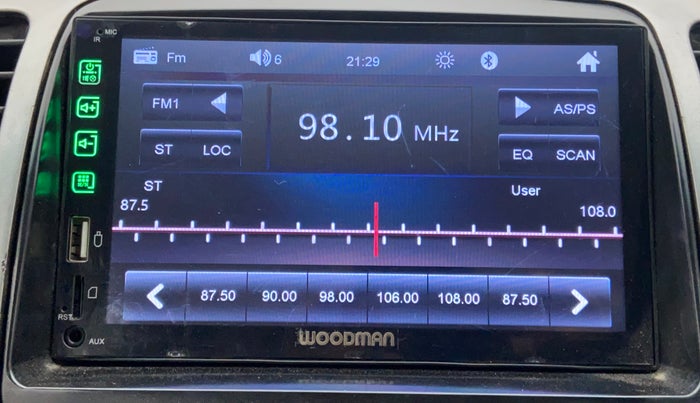 MIC
IR
Fm
6
21:29
FM1
ST
LOC
98.10 MHz
AS/PS
EQ
SCAN
ST
User
87.5
108.0
87.50 90.00 98.00 106.00 108.00 87.50
RST
AUX
WOODMAN